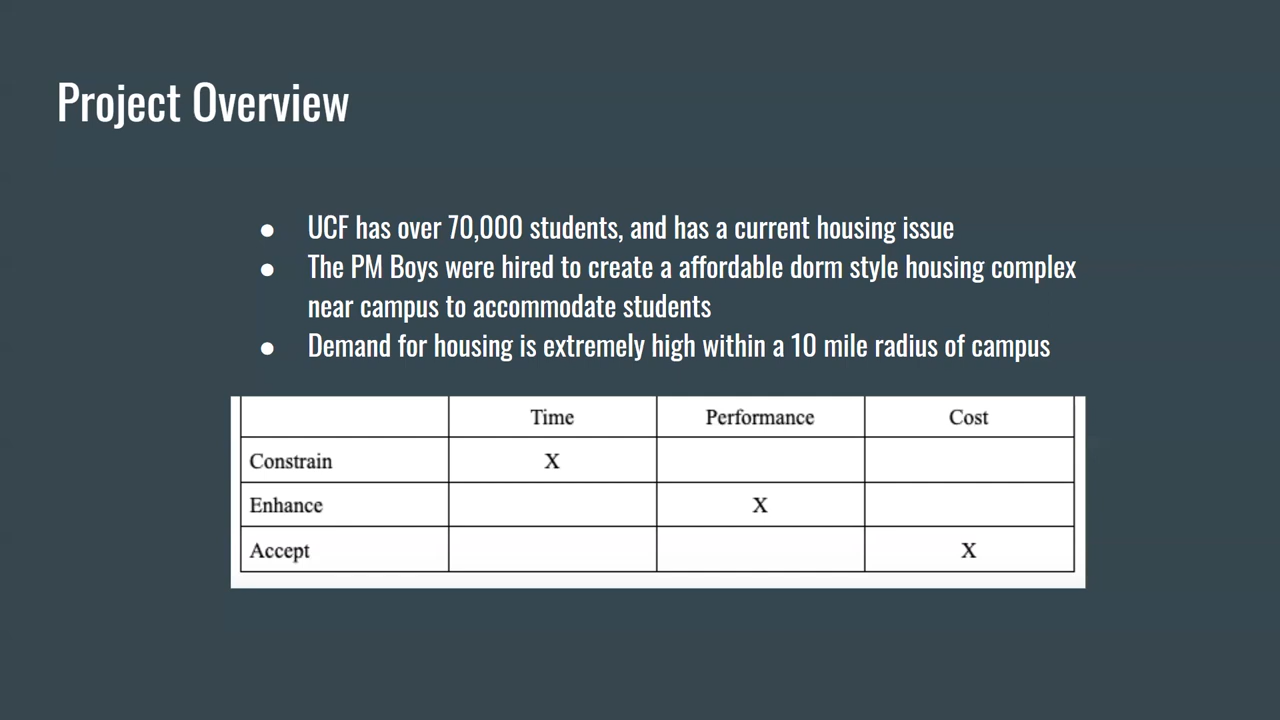 Project Overview
● UCF has over 70,000 students, and has a current housing issue
● The PM Boys were hired to create a affordable dorm style housing complex
near campus to accommodate students
● Demand for housing is extremely high within a 10 mile radius of campus
Time Performance Cost
Constrain X
Enhance X
Accept X